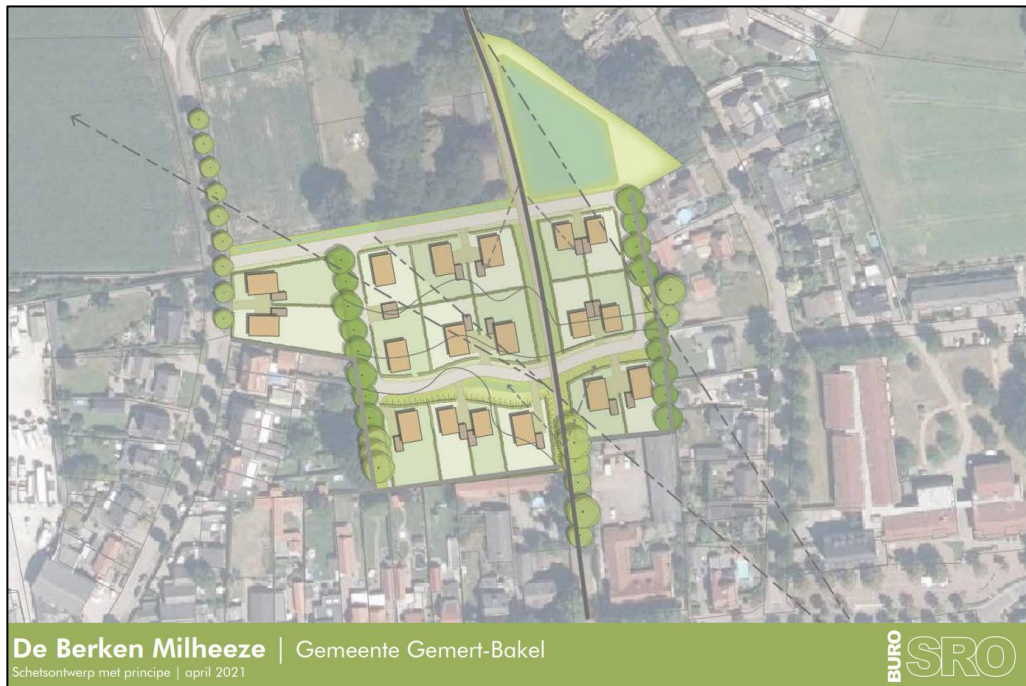 De Berken Milheeze | Gemeente Gemert-Bakel
Schetsontwerp met principe | april 2021
BURO SRO